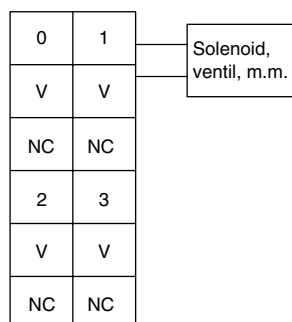 0 1
Solenoid,
ventil, m.m.
V V
NC NC
2 3
V V
NC NC